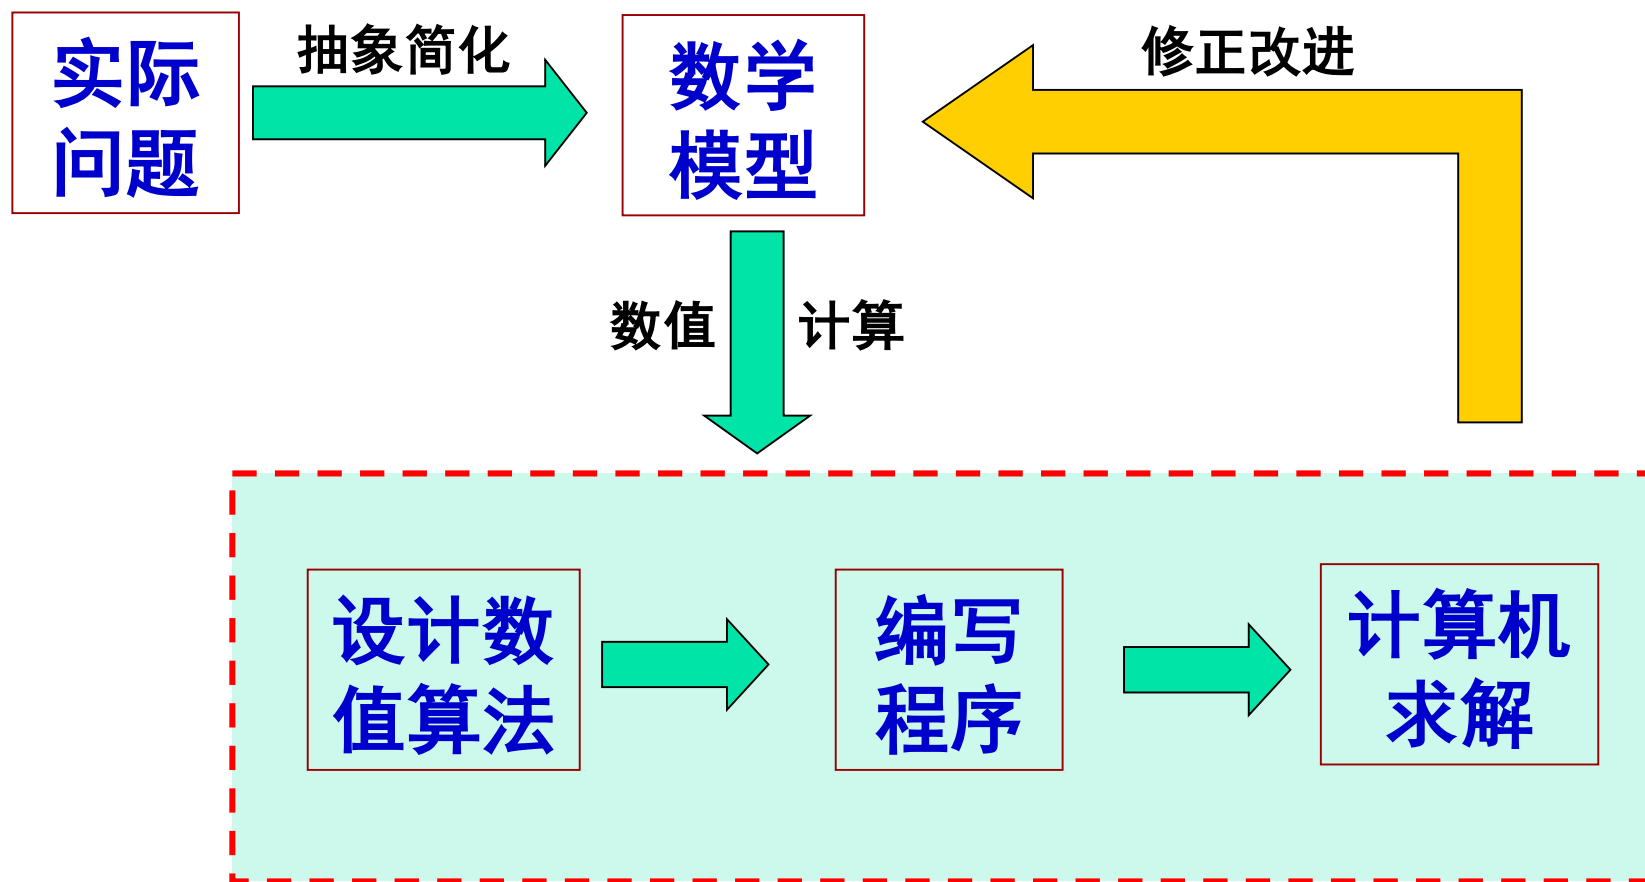 实际
问题
抽象简化
数学
模型
修正改进
数值 计算
设计数
值算法
编写
程序
计算机
求解